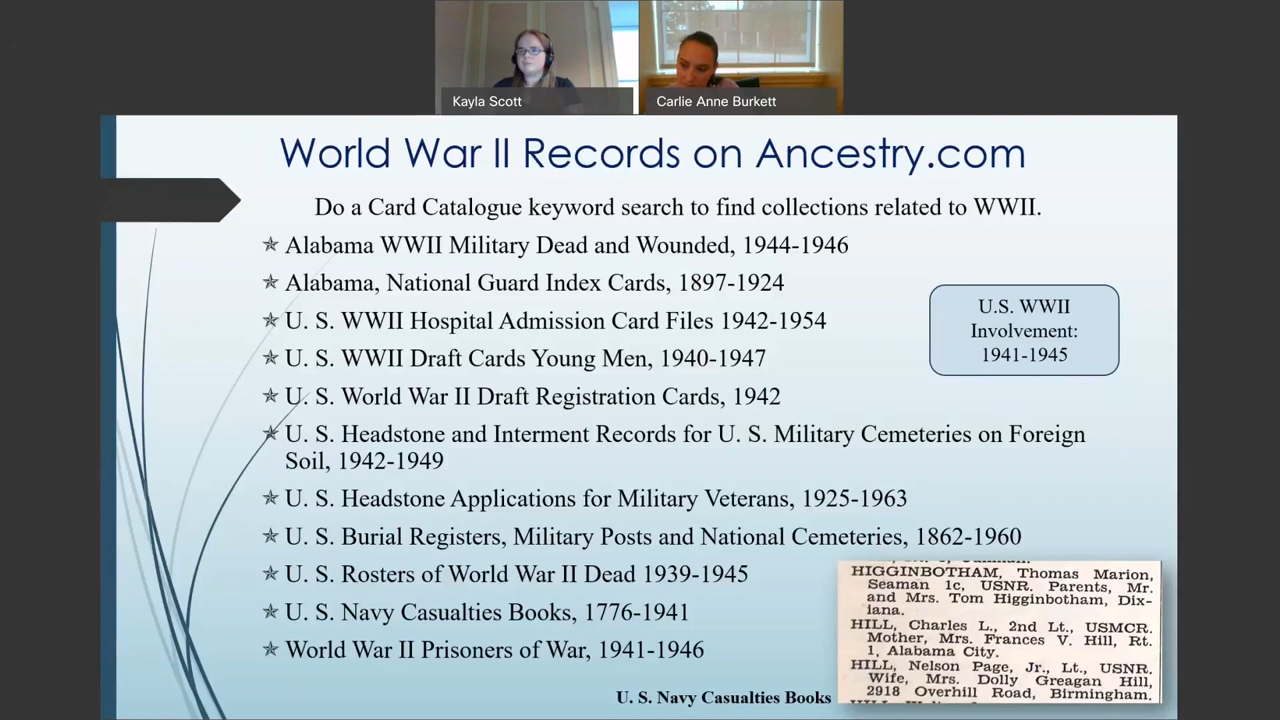 Kayla Scott
Carlie Anne Burkett
World War II Records on Ancestry.com
Do a Card Catalogue keyword search to find collections related to WWII.
Alabama WWII Military Dead and Wounded, 1944-1946
Alabama, National Guard Index Cards, 1897-1924
U. S. WWII Hospital Admission Card Files 1942-1954
U. S. WWII Draft Cards Young Men, 1940-1947
U. S. World War II Draft Registration Cards, 1942
U. S. Headstone and Interment Records for U. S. Military Cemeteries on Foreign
Soil, 1942-1949
U. S. Headstone Applications for Military Veterans, 1925-1963
U. S. Burial Registers, Military Posts and National Cemeteries, 1862-1960
U. S. Rosters of World War II Dead 1939-1945
U. S. Navy Casualties Books, 1776-1941
World War II Prisoners of War, 1941-1946
U.S. WWII
Involvement:
1941-1945
HIGGINBOTHAM, Thomas Marion,
Seaman 1c, USNR. Parents, Mr.
and Mrs. Tom Higginbotham, Dix-
iana.
HILL, Charles L., 2nd Lt., USMCR.
Mother, Mrs. Frances V. Hill, Rt.
1, Alabama City.
HILL, Nelson Page, Jr., Lt., USNR.
Wife, Mrs. Dolly Greagan Hill,
2918 Overhill Road, Birmingham.
U. S. Navy Casualties Books